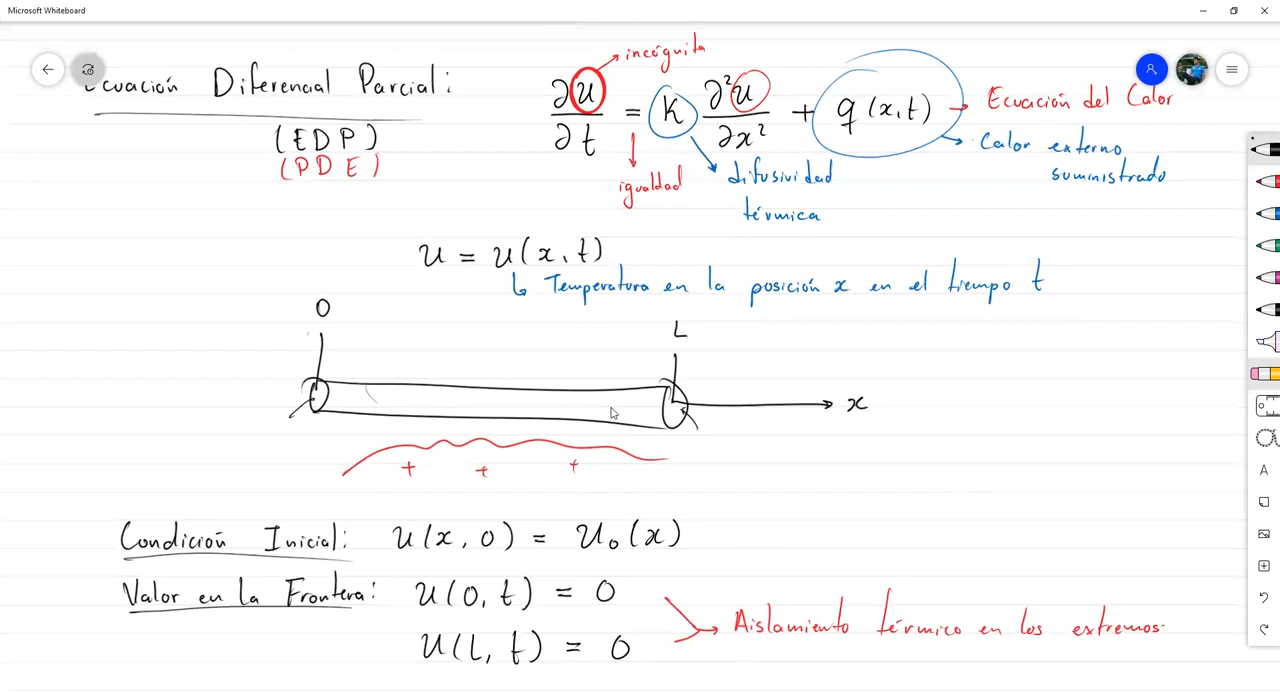 Microsoft Whiteboard
Ecuación Diferencial Parcial:
(EDP)
(PDE)
∂u/∂t = K ∂²u/∂x² + q(x,t)
incógnita
igualdad
difusividad
térmica
Ecuación del Calor
Calor externo
suministrado
u = u(x,t)
Temperatura en la posición x en el tiempo t
0
L
x
+ + +
Condición Inicial: u(x,0) = u₀(x)
Valor en la Frontera: u(0,t) = 0
u(L,t) = 0
Aislamiento térmico en los extremos.
A